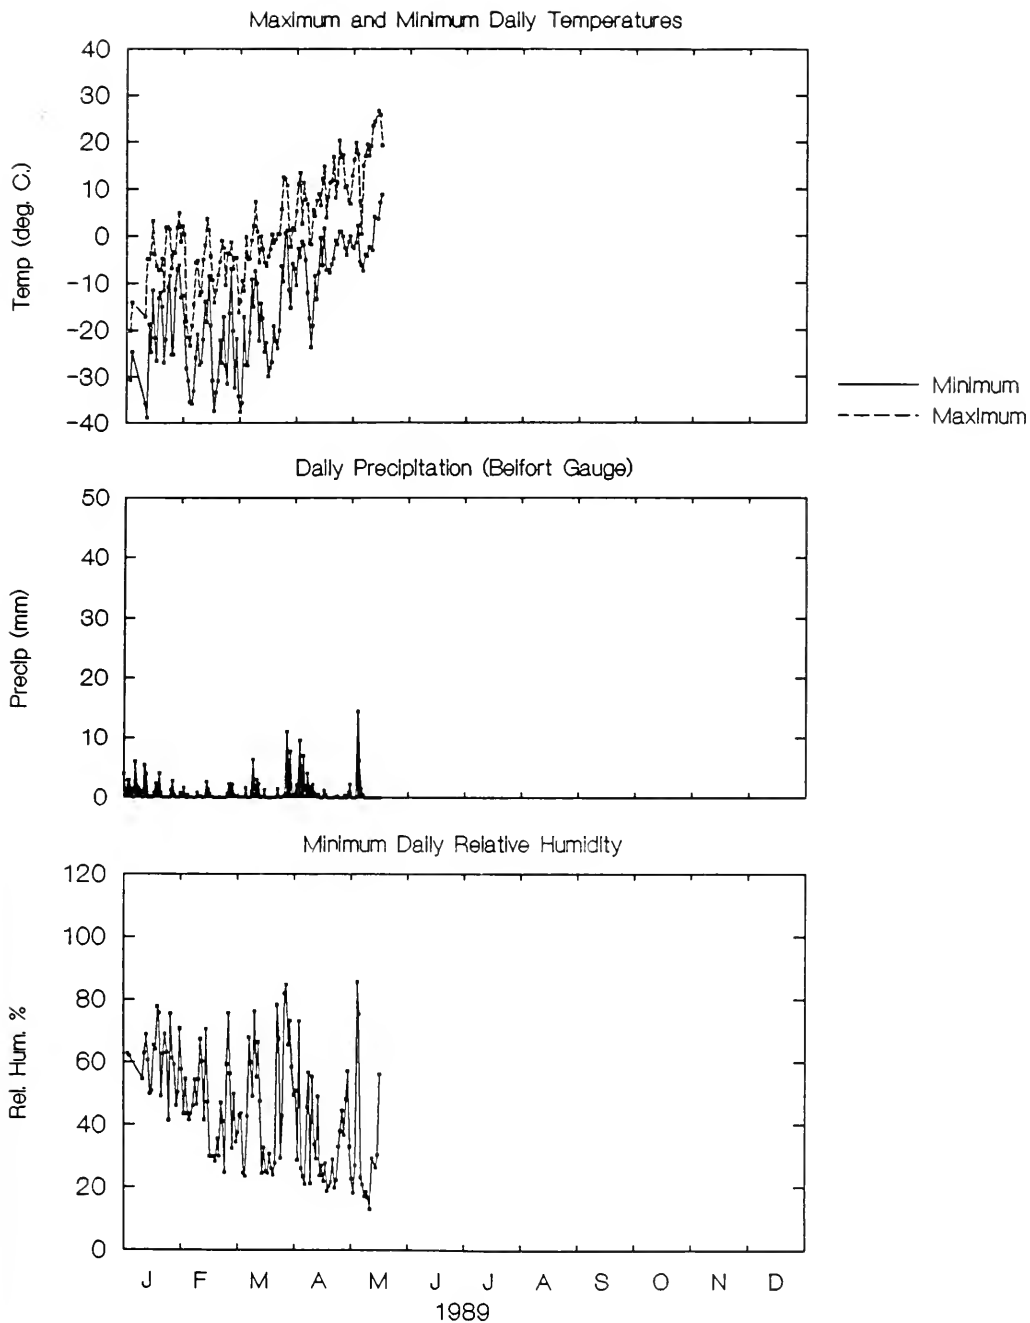 Maximum and Minimum Daily Temperatures
40
30
20
10
0
-10
-20
-30
-40
Temp (deg. C.)
Minimum
Maximum
Daily Precipitation (Belfort Gauge)
50
40
30
20
10
0
Precip (mm)
Minimum Daily Relative Humidity
120
100
80
60
40
20
0
Rel. Hum. %
J F M A M J J A S O N D
1989